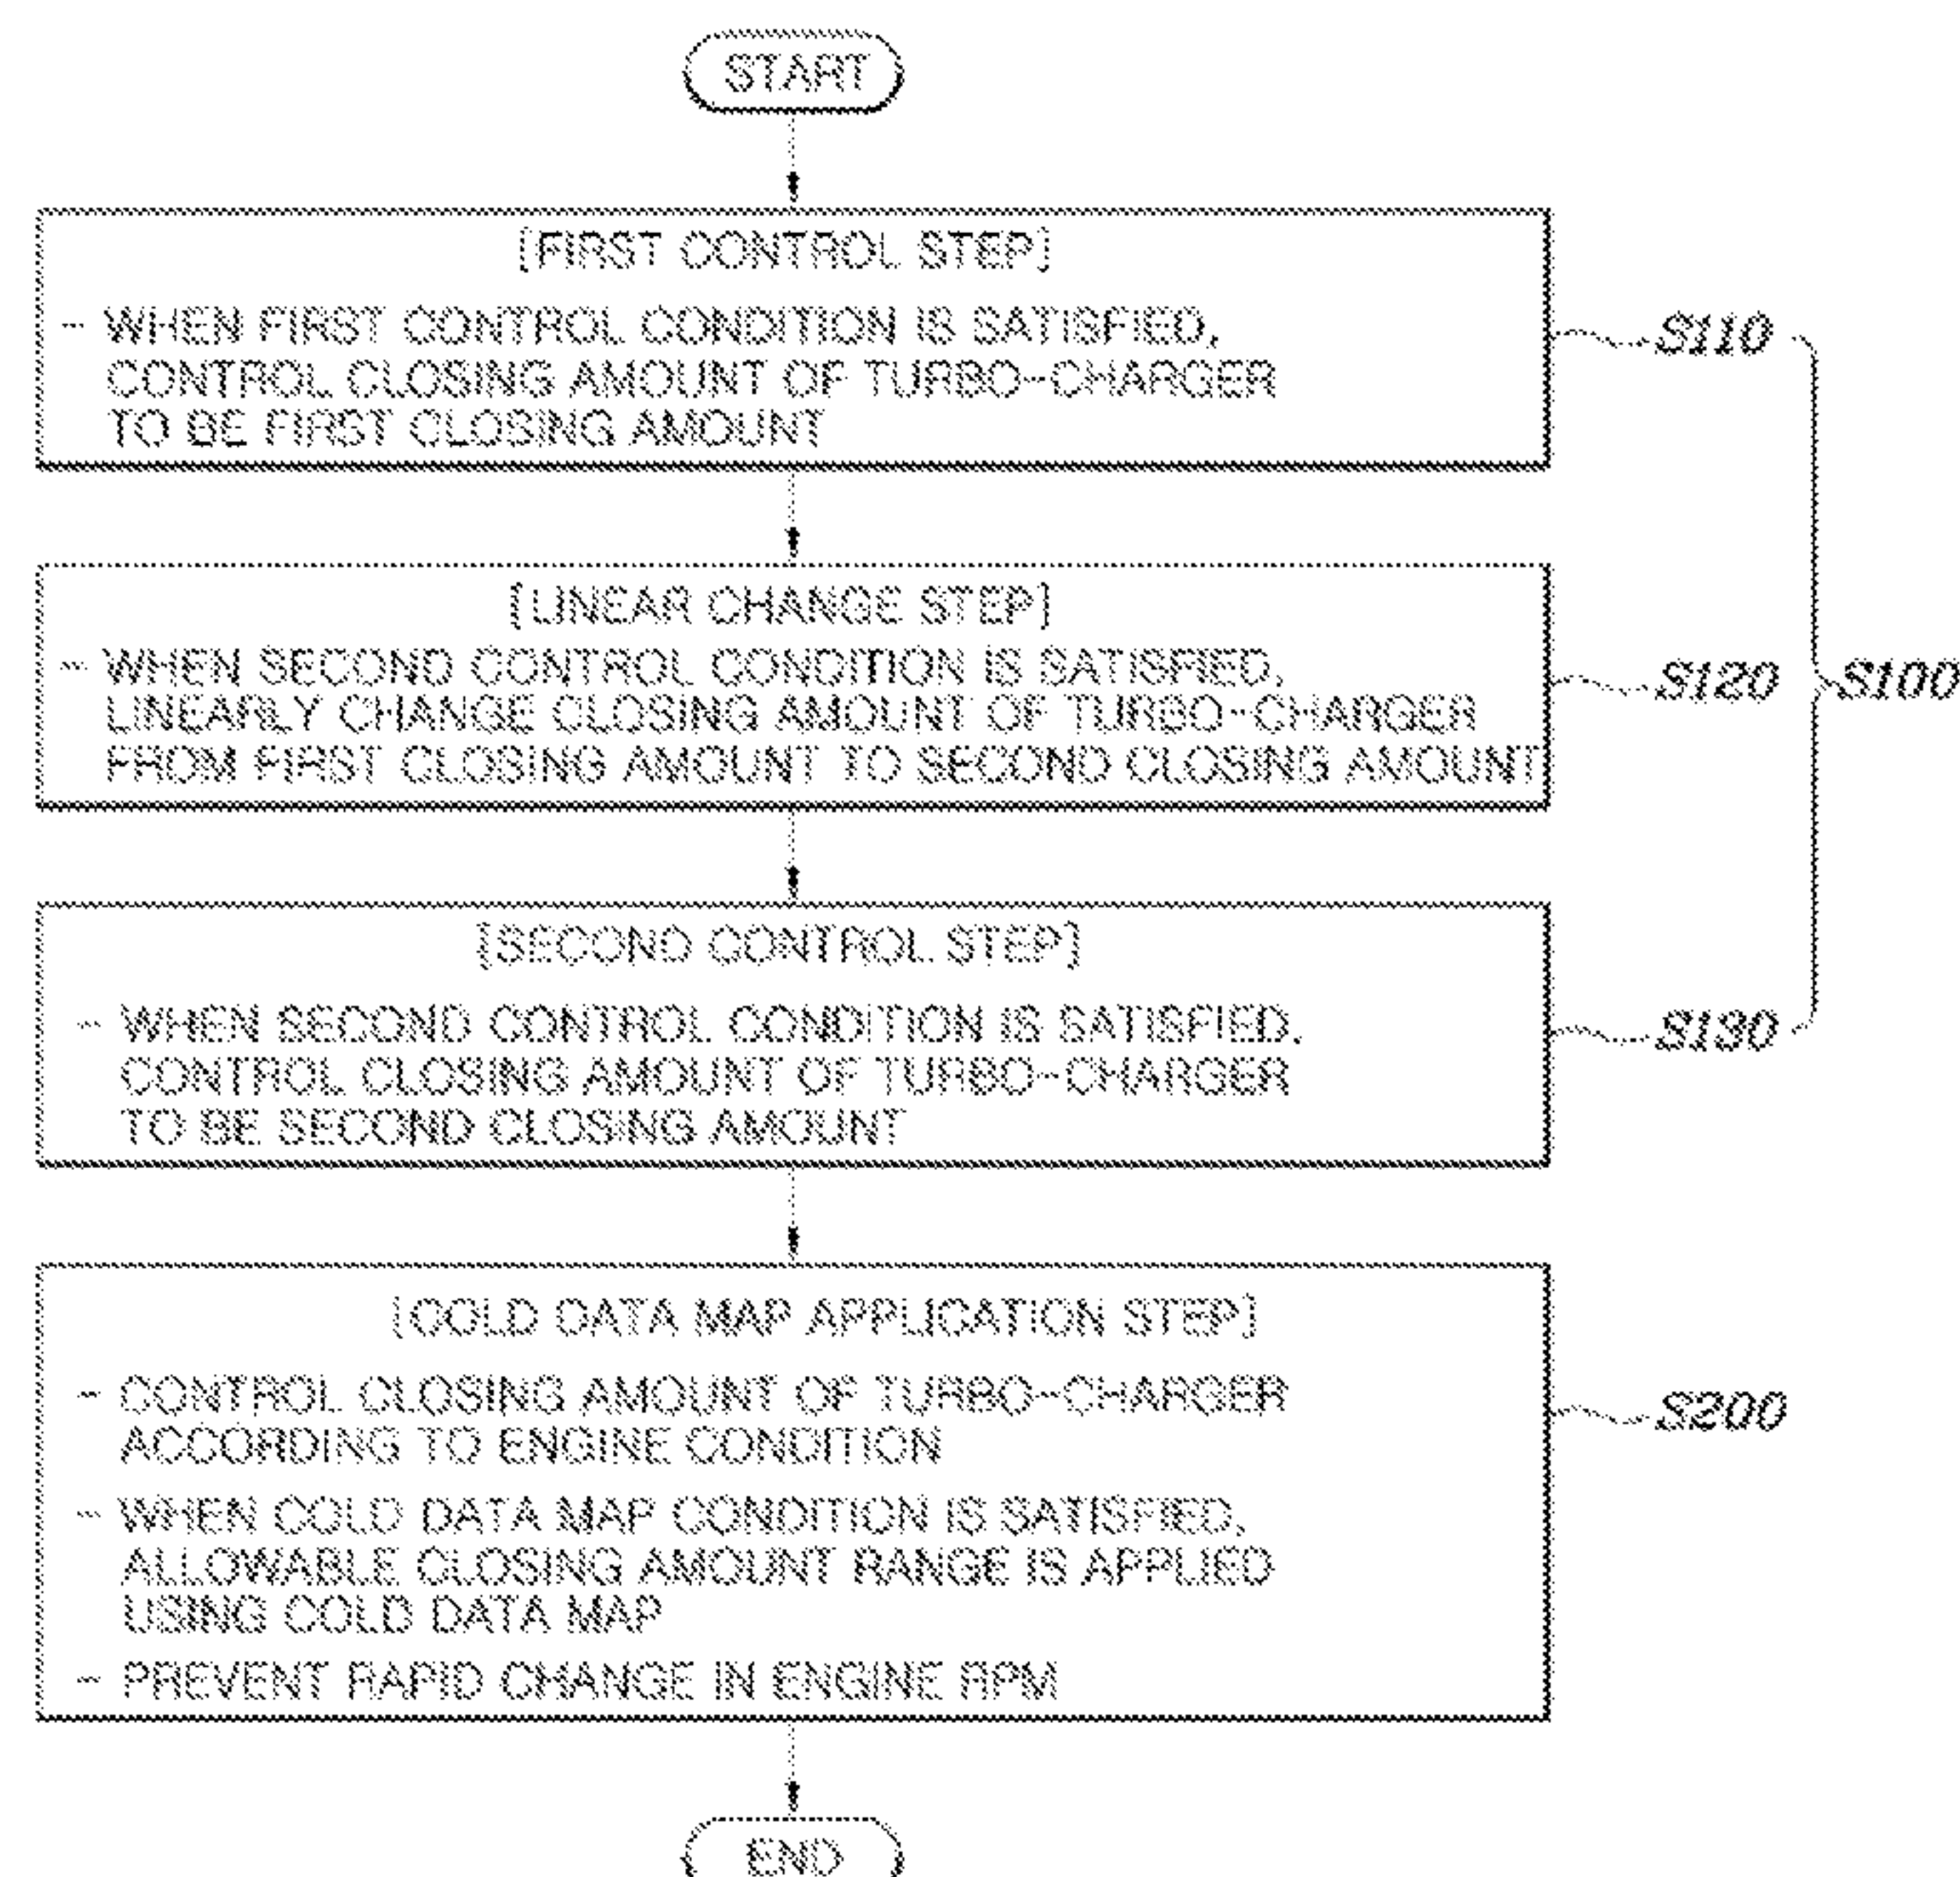 START
[FIRST CONTROL STEP]
- WHEN FIRST CONTROL CONDITION IS SATISFIED,
CONTROL CLOSING AMOUNT OF TURBO-CHARGER
TO BE FIRST CLOSING AMOUNT
S110
[LINEAR CHANGE STEP]
- WHEN SECOND CONTROL CONDITION IS SATISFIED,
LINEARLY CHANGE CLOSING AMOUNT OF TURBO-CHARGER
FROM FIRST CLOSING AMOUNT TO SECOND CLOSING AMOUNT
S120
S100
[SECOND CONTROL STEP]
- WHEN SECOND CONTROL CONDITION IS SATISFIED,
CONTROL CLOSING AMOUNT OF TURBO-CHARGER
TO BE SECOND CLOSING AMOUNT
S130
[COLD DATA MAP APPLICATION STEP]
- CONTROL CLOSING AMOUNT OF TURBO-CHARGER
ACCORDING TO ENGINE CONDITION
- WHEN COLD DATA MAP CONDITION IS SATISFIED,
ALLOWABLE CLOSING AMOUNT RANGE IS APPLIED
USING COLD DATA MAP
- PREVENT RAPID CHANGE IN ENGINE RPM
S200
END